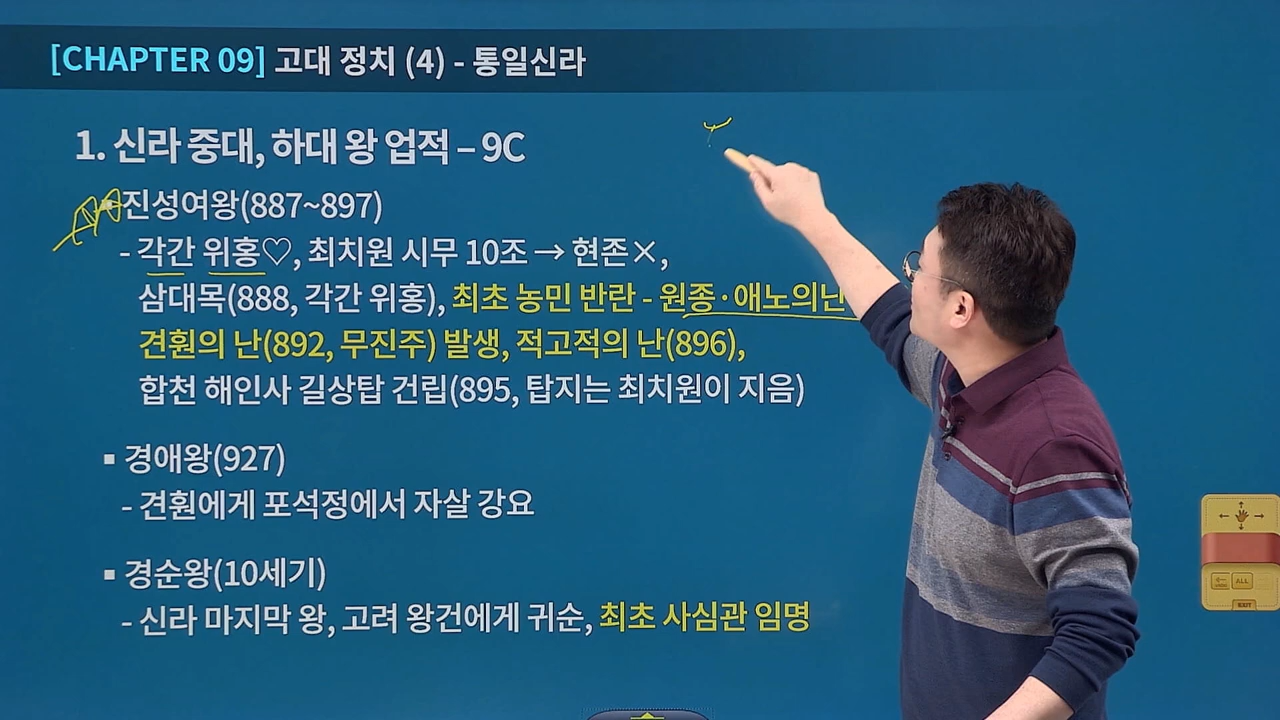 [CHAPTER 09] 고대 정치 (4) - 통일신라
1. 신라 중대, 하대 왕 업적 – 9C
▪ 진성여왕(887~897)
- 각간 위홍♡, 최치원 시무 10조 → 현존×,
삼대목(888, 각간 위홍), 최초 농민 반란 - 원종·애노의난
견훤의 난(892, 무진주) 발생, 적고적의 난(896),
합천 해인사 길상탑 건립(895, 탑지는 최치원이 지음)
▪ 경애왕(927)
- 견훤에게 포석정에서 자살 강요
▪ 경순왕(10세기)
- 신라 마지막 왕, 고려 왕건에게 귀순, 최초 사심관 임명
ALL
EXIT